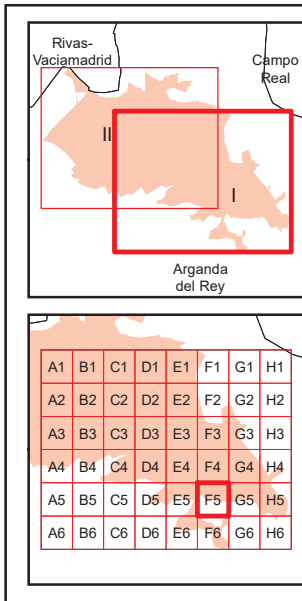 Rivas-
Vaciamadrid
Campo
Real
II
I
Arganda
del Rey
A1 B1 C1 D1 E1 F1 G1 H1
A2 B2 C2 D2 E2 F2 G2 H2
A3 B3 C3 D3 E3 F3 G3 H3
A4 B4 C4 D4 E4 F4 G4 H4
A5 B5 C5 D5 E5 F5 G5 H5
A6 B6 C6 D6 E6 F6 G6 H6